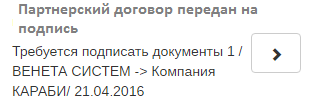 Партнерский договор передан на
подпись
Требуется подписать документы 1 /
ВЕНЕТА СИСТЕМ -> Компания
КАРАБИ/ 21.04.2016